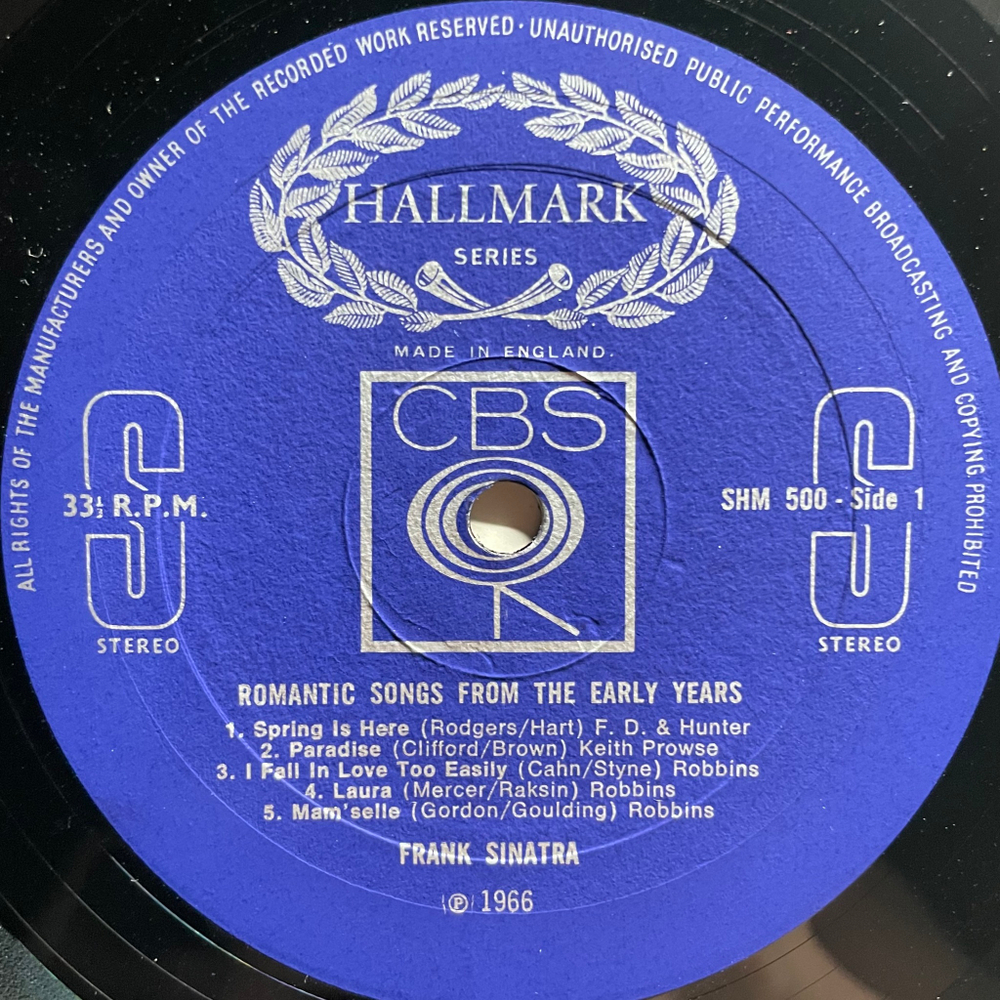 ALL RIGHTS OF THE MANUFACTURERS AND OWNER OF THE RECORDED WORK RESERVED · UNAUTHORISED PUBLIC PERFORMANCE BROADCASTING AND COPYING PROHIBITED
HALLMARK
SERIES
MADE IN ENGLAND.
CBS
S
33⅓ R.P.M.
STEREO
S
SHM 500 - Side 1
STEREO
ROMANTIC SONGS FROM THE EARLY YEARS
1. Spring Is Here (Rodgers/Hart) F. D. & Hunter
2. Paradise (Clifford/Brown) Keith Prowse
3. I Fall In Love Too Easily (Cahn/Styne) Robbins
4. Laura (Mercer/Raksin) Robbins
5. Mam'selle (Gordon/Goulding) Robbins
FRANK SINATRA
℗ 1966